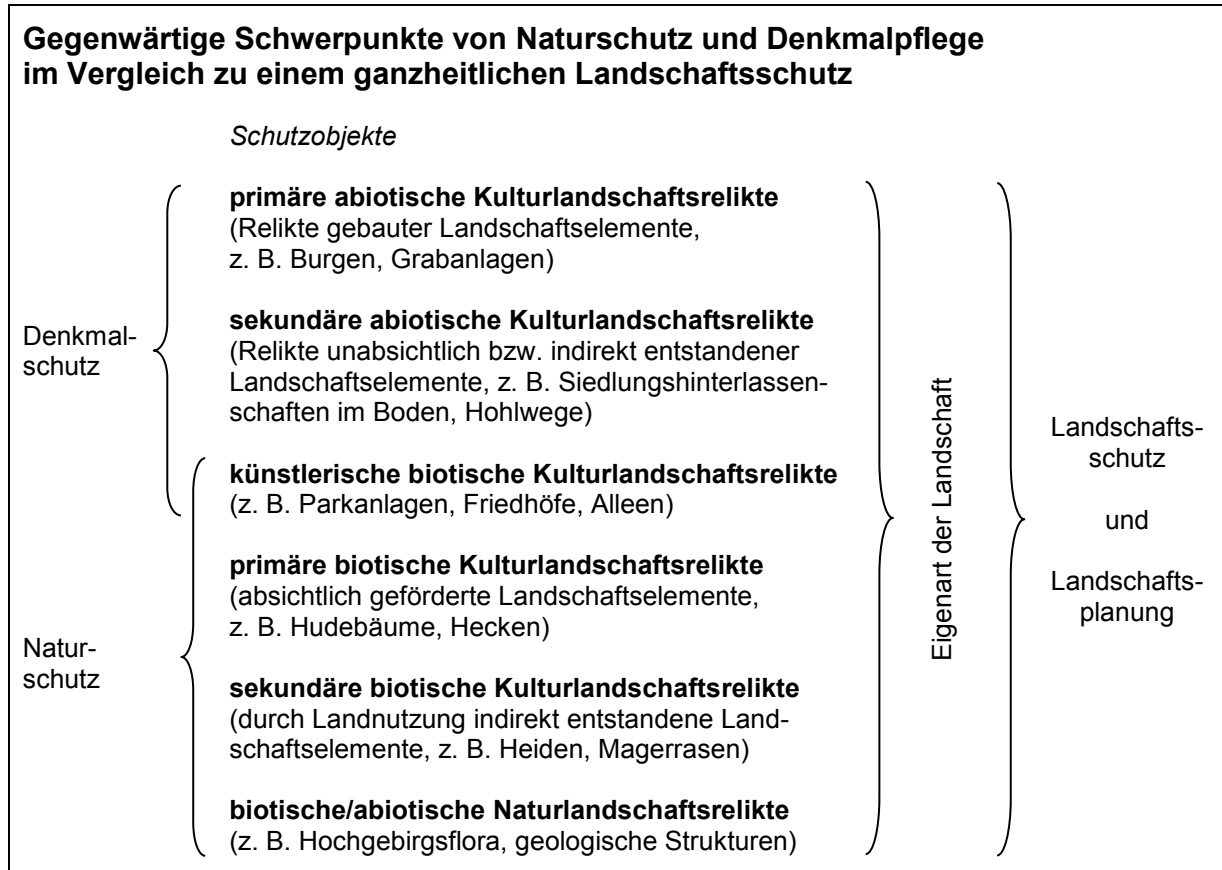 Gegenwärtige Schwerpunkte von Naturschutz und Denkmalpflege
im Vergleich zu einem ganzheitlichen Landschaftsschutz
Schutzobjekte
Denkmal-
schutz
primäre abiotische Kulturlandschaftsrelikte
(Relikte gebauter Landschaftselemente,
z. B. Burgen, Grabanlagen)
sekundäre abiotische Kulturlandschaftsrelikte
(Relikte unabsichtlich bzw. indirekt entstandener
Landschaftselemente, z. B. Siedlungshinterlassen-
schaften im Boden, Hohlwege)
künstlerische biotische Kulturlandschaftsrelikte
(z. B. Parkanlagen, Friedhöfe, Alleen)
Natur-
schutz
primäre biotische Kulturlandschaftsrelikte
(absichtlich geförderte Landschaftselemente,
z. B. Hudebäume, Hecken)
sekundäre biotische Kulturlandschaftsrelikte
(durch Landnutzung indirekt entstandene Land-
schaftselemente, z. B. Heiden, Magerrasen)
biotische/abiotische Naturlandschaftsrelikte
(z. B. Hochgebirgsflora, geologische Strukturen)
Eigenart der Landschaft
Landschafts-
schutz
und
Landschafts-
planung